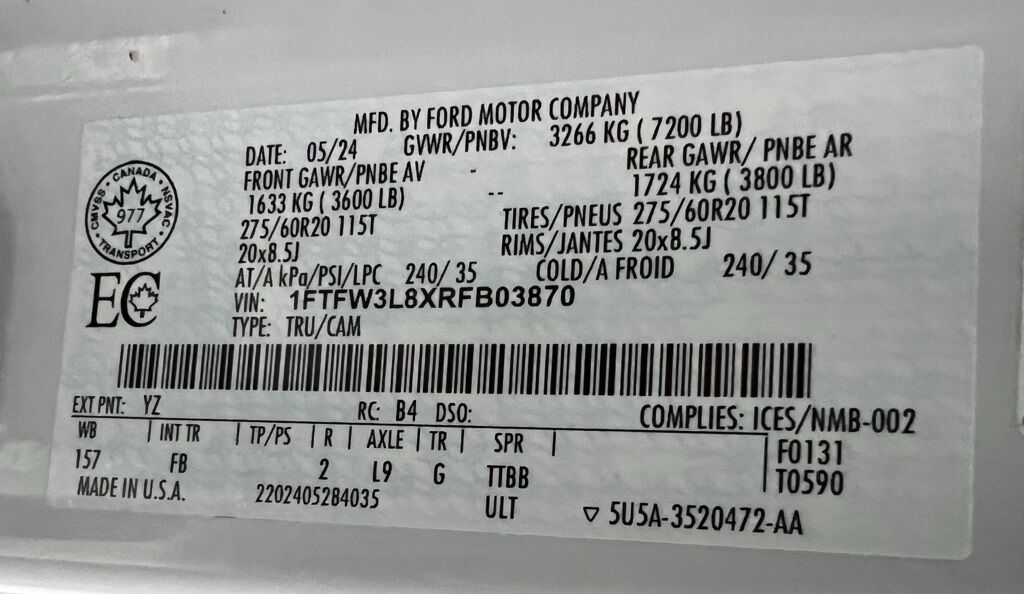 MFD. BY FORD MOTOR COMPANY
DATE: 05/24 GVWR/PNBV: 3266 KG ( 7200 LB)
FRONT GAWR/PNBE AV - REAR GAWR/ PNBE AR
1633 KG ( 3600 LB) -- 1724 KG ( 3800 LB)
275/60R20 115T TIRES/PNEUS 275/60R20 115T
20x8.5J RIMS/JANTES 20x8.5J
AT/A kPa/PSI/LPC 240/ 35 COLD/A FROID 240/ 35
VIN: 1FTFW3L8XRFB03870
TYPE: TRU/CAM
CMVSS · CANADA · NSVAC · TRANSPORT ·
977
EC
EXT PNT: YZ RC: B4 DSO: COMPLIES: ICES/NMB-002
WB | INT TR | TP/PS | R | AXLE | TR | SPR | F0131
157 FB 2 L9 G TTBB T0590
MADE IN U.S.A. 2202405284035 ULT ▽ 5U5A-3520472-AA